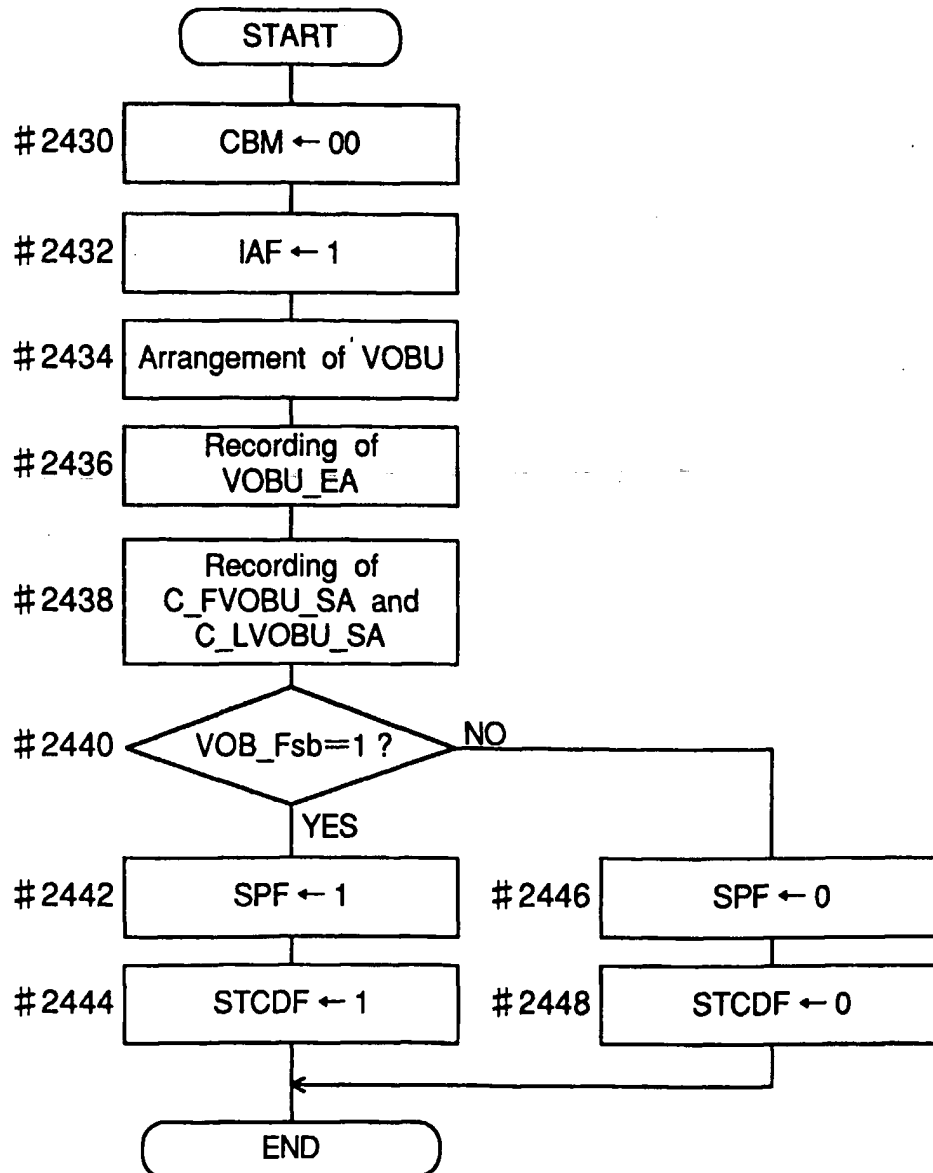 START
#2430
CBM ← 00
#2432
IAF ← 1
#2434
Arrangement of VOBU
#2436
Recording of
VOBU_EA
#2438
Recording of
C_FVOBU_SA and
C_LVOBU_SA
#2440
VOB_Fsb=1 ?
NO
YES
#2442
SPF ← 1
#2446
SPF ← 0
#2444
STCDF ← 1
#2448
STCDF ← 0
END